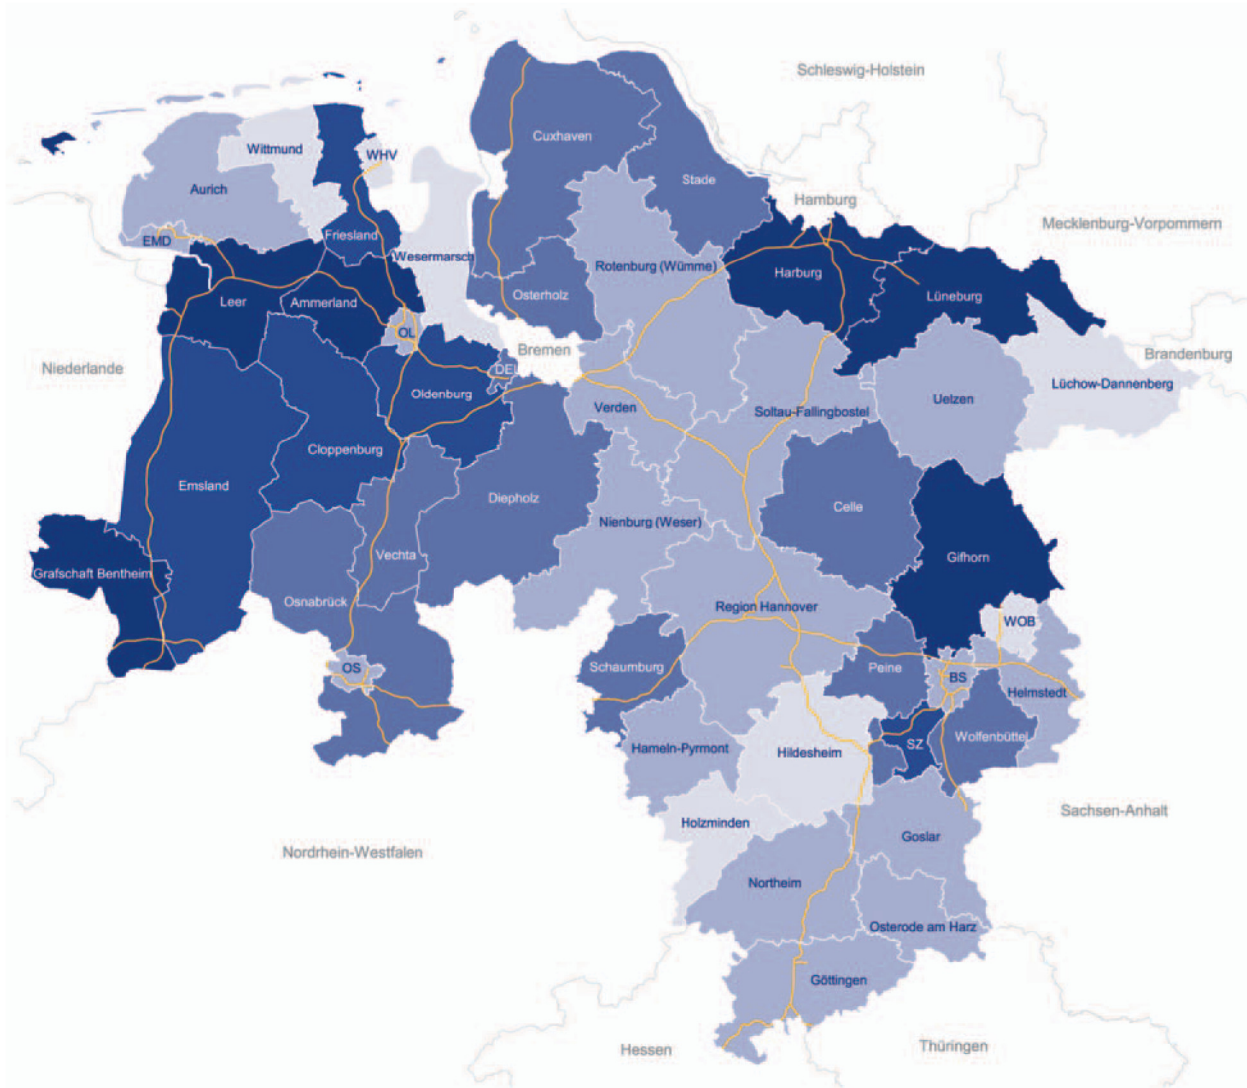 Schleswig-Holstein
Cuxhaven
Wittmund
WHV
Stade
Aurich
Hamburg
Mecklenburg-Vorpommern
EMD
Friesland
Wesermarsch
Rotenburg (Wümme)
Harburg
Osterholz
Lüneburg
Leer
Ammerland
OL
Bremen
Brandenburg
Niederlande
DEL
Lüchow-Dannenberg
Oldenburg
Uelzen
Verden
Soltau-Fallingbostel
Cloppenburg
Emsland
Diepholz
Celle
Nienburg (Weser)
Vechta
Gifhorn
Grafschaft Bentheim
Osnabrück
Region Hannover
WOB
OS
Schaumburg
Peine
BS
Helmstedt
Wolfenbüttel
SZ
Hameln-Pyrmont
Hildesheim
Sachsen-Anhalt
Holzminden
Goslar
Nordrhein-Westfalen
Northeim
Osterode am Harz
Göttingen
Hessen
Thüringen